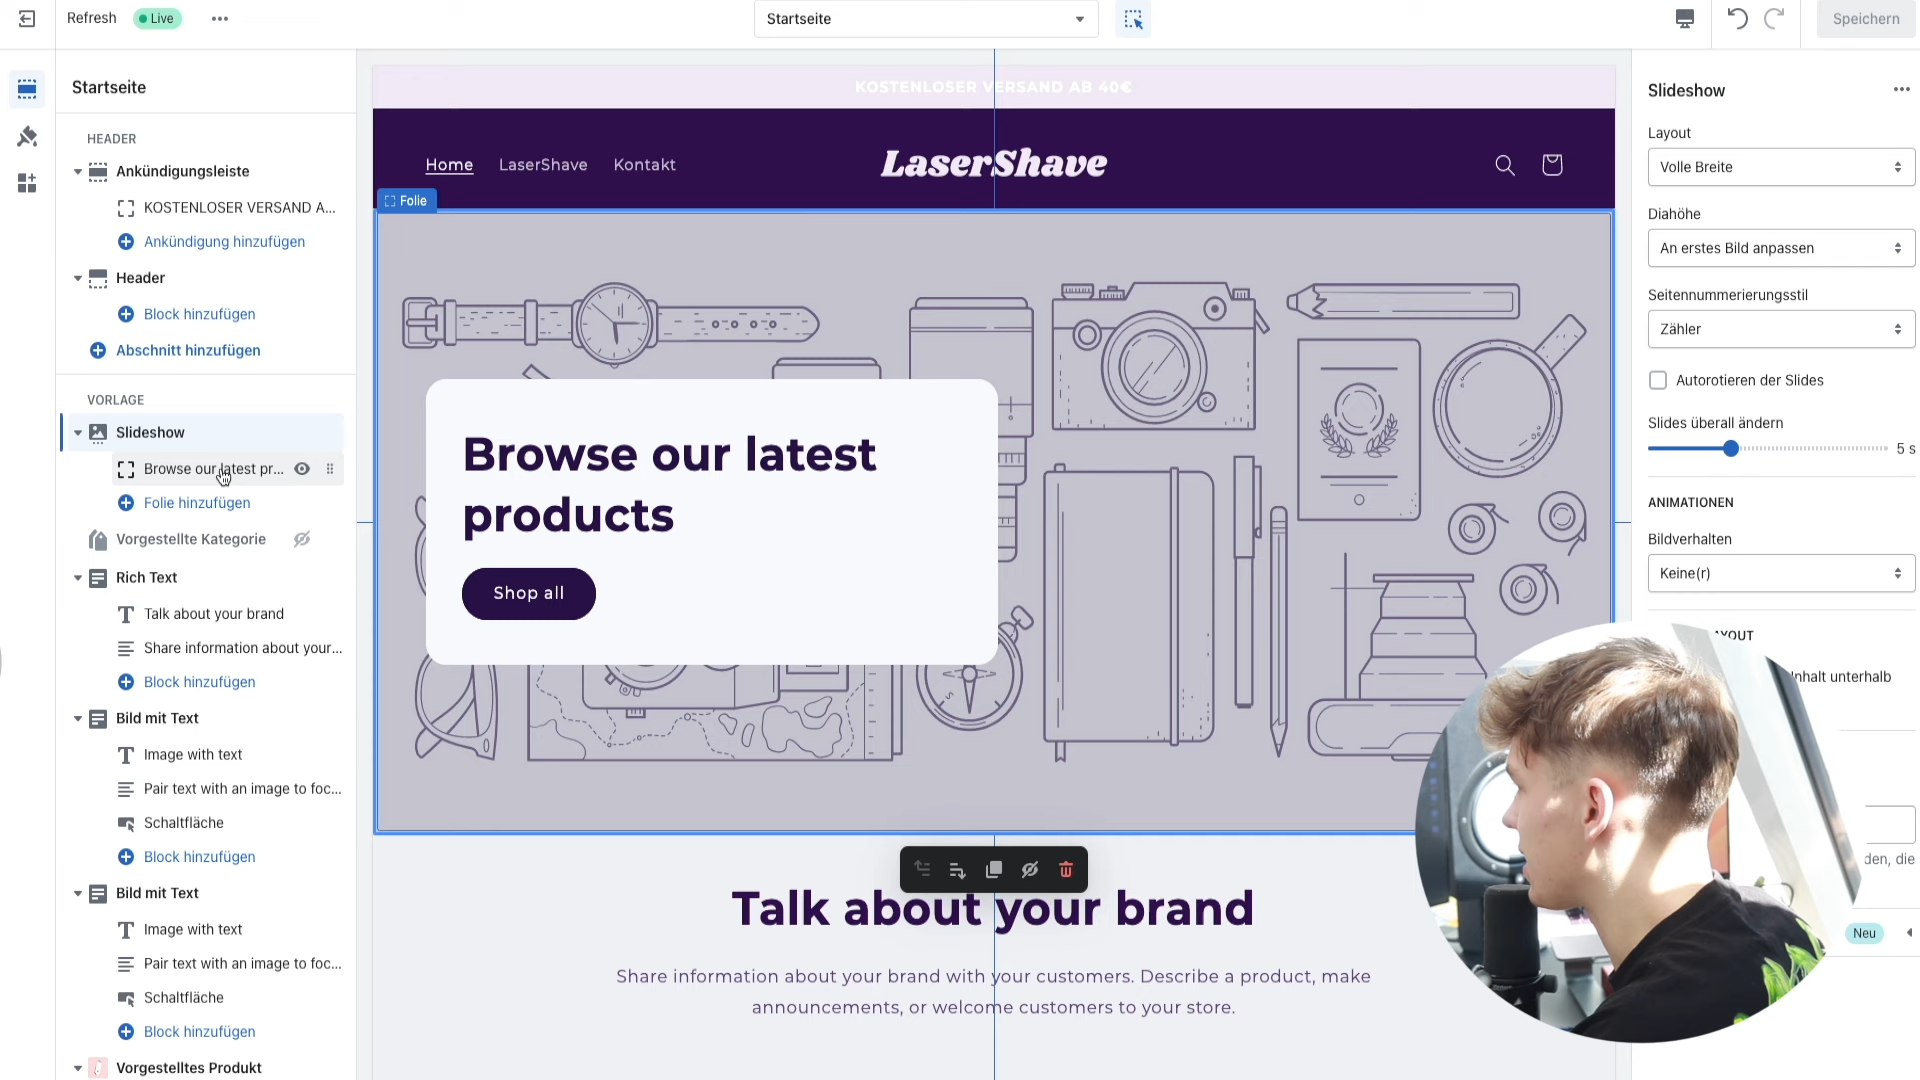 Refresh
Live
Startseite
Speichern
Startseite
HEADER
Ankündigungsleiste
KOSTENLOSER VERSAND A...
Ankündigung hinzufügen
Header
Block hinzufügen
Abschnitt hinzufügen
VORLAGE
Slideshow
Browse our latest pr...
Folie hinzufügen
Vorgestellte Kategorie
Rich Text
Talk about your brand
Share information about your...
Block hinzufügen
Bild mit Text
Image with text
Pair text with an image to foc...
Schaltfläche
Block hinzufügen
Bild mit Text
Image with text
Pair text with an image to foc...
Schaltfläche
Block hinzufügen
Vorgestelltes Produkt
KOSTENLOSER VERSAND AB 40€
Home
LaserShave
Kontakt
LaserShave
Folie
Browse our latest
products
Shop all
Talk about your brand
Share information about your brand with your customers. Describe a product, make
announcements, or welcome customers to your store.
Slideshow
Layout
Volle Breite
Diahöhe
An erstes Bild anpassen
Seitennummerierungsstil
Zähler
Autorotieren der Slides
Slides überall ändern
5 s
ANIMATIONEN
Bildverhalten
Keine(r)
YOUT
Inhalt unterhalb
den, die
Neu